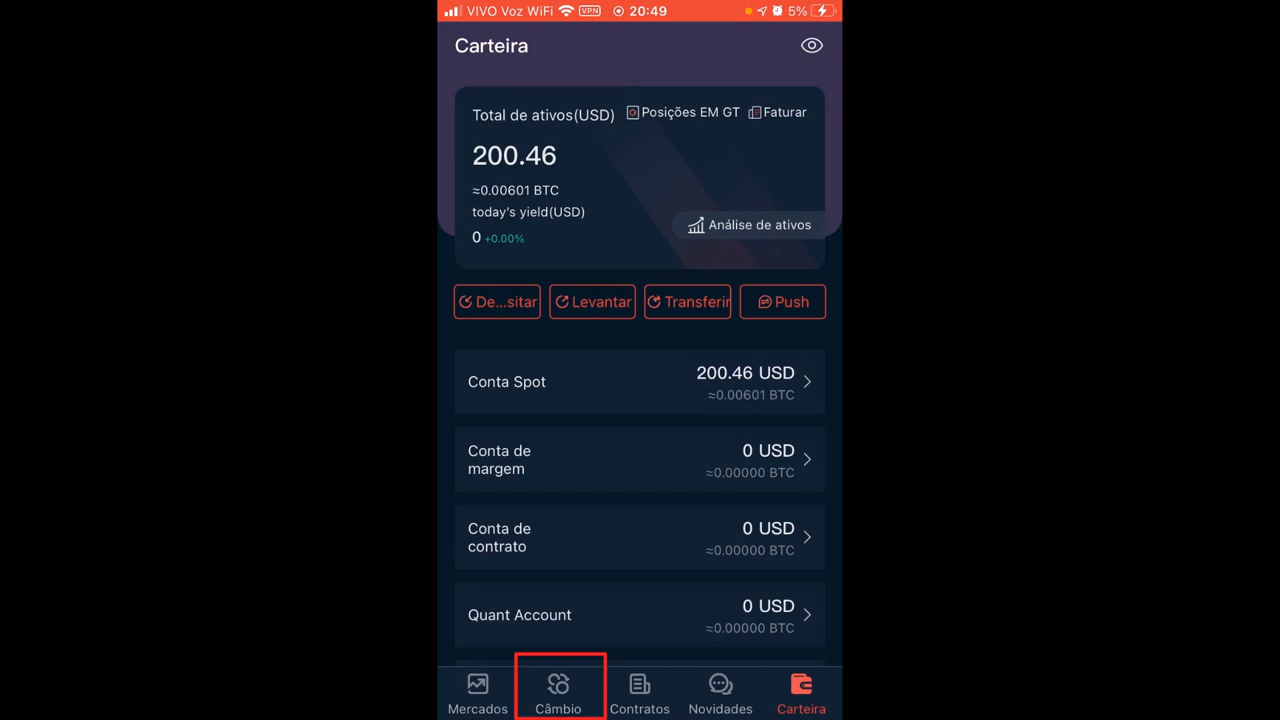 VIVO Voz WiFi VPN 20:49 5%
Carteira
Total de ativos(USD) Posições EM GT Faturar
200.46
≈0.00601 BTC
today's yield(USD)
0 +0.00%
Análise de ativos
De...sitar Levantar Transferir Push
Conta Spot 200.46 USD
≈0.00601 BTC
Conta de margem 0 USD
≈0.00000 BTC
Conta de contrato 0 USD
≈0.00000 BTC
Quant Account 0 USD
≈0.00000 BTC
Mercados Câmbio Contratos Novidades Carteira